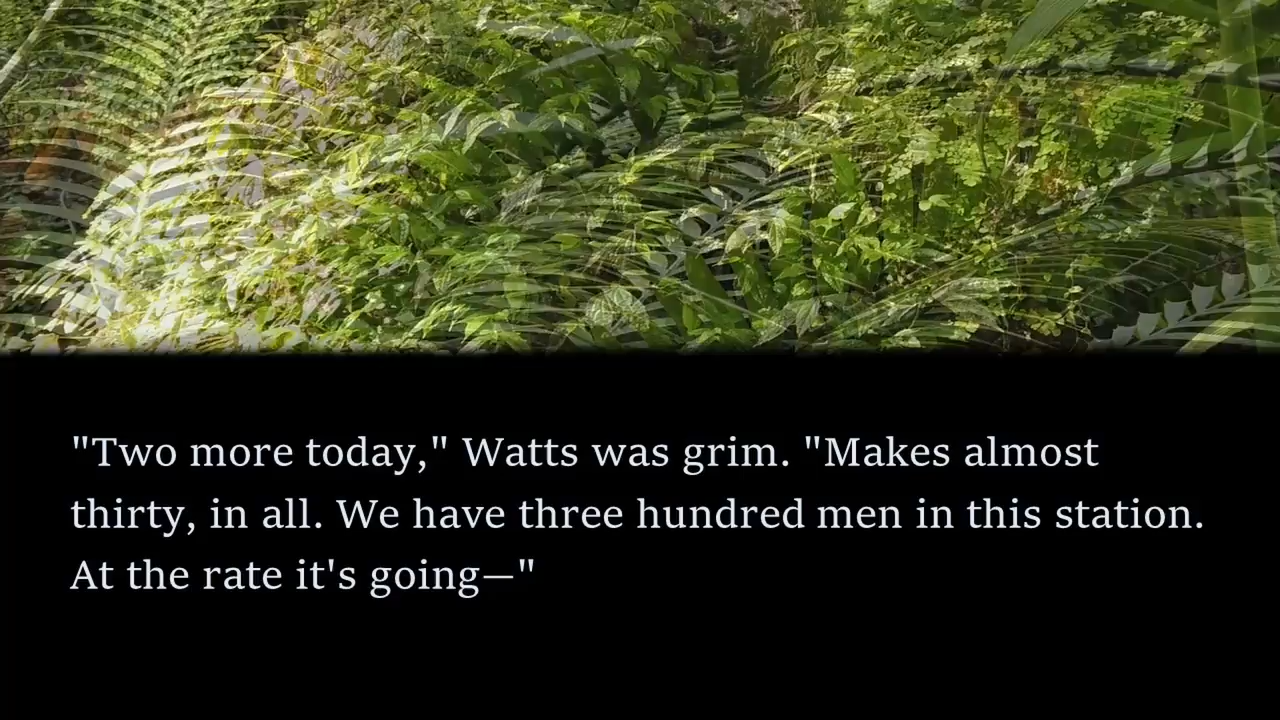 "Two more today," Watts was grim. "Makes almost
thirty, in all. We have three hundred men in this station.
At the rate it's going—"